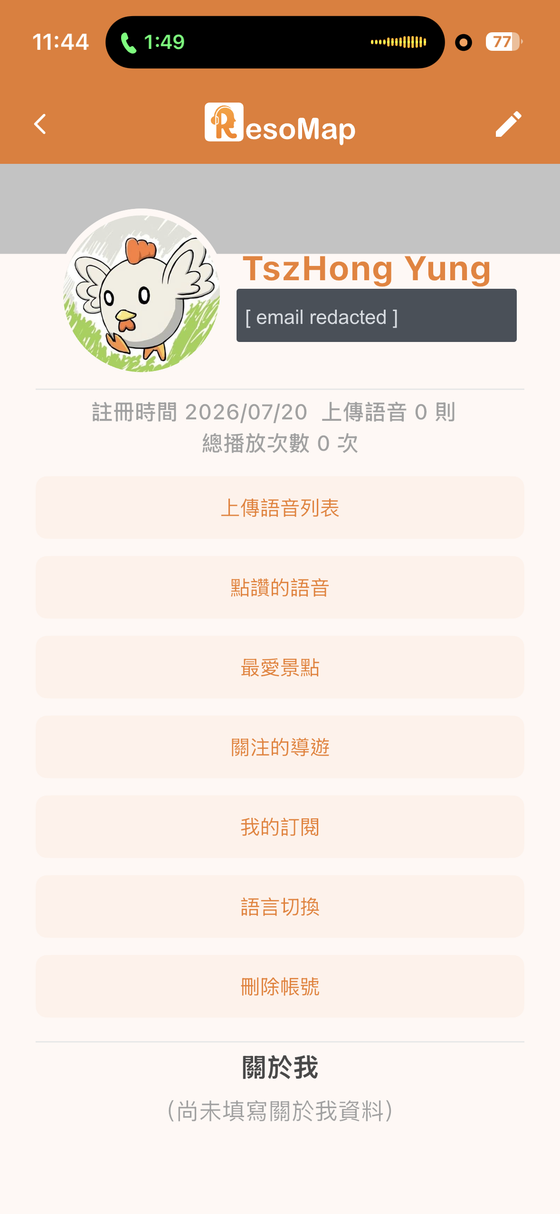 11:44 1:49 77
ResoMap
TszHong Yung
[ email redacted ]
註冊時間 2026/07/20 上傳語音 0 則
總播放次數 0 次
上傳語音列表
點讚的語音
最愛景點
關注的導遊
我的訂閱
語言切換
刪除帳號
關於我
（尚未填寫關於我資料）